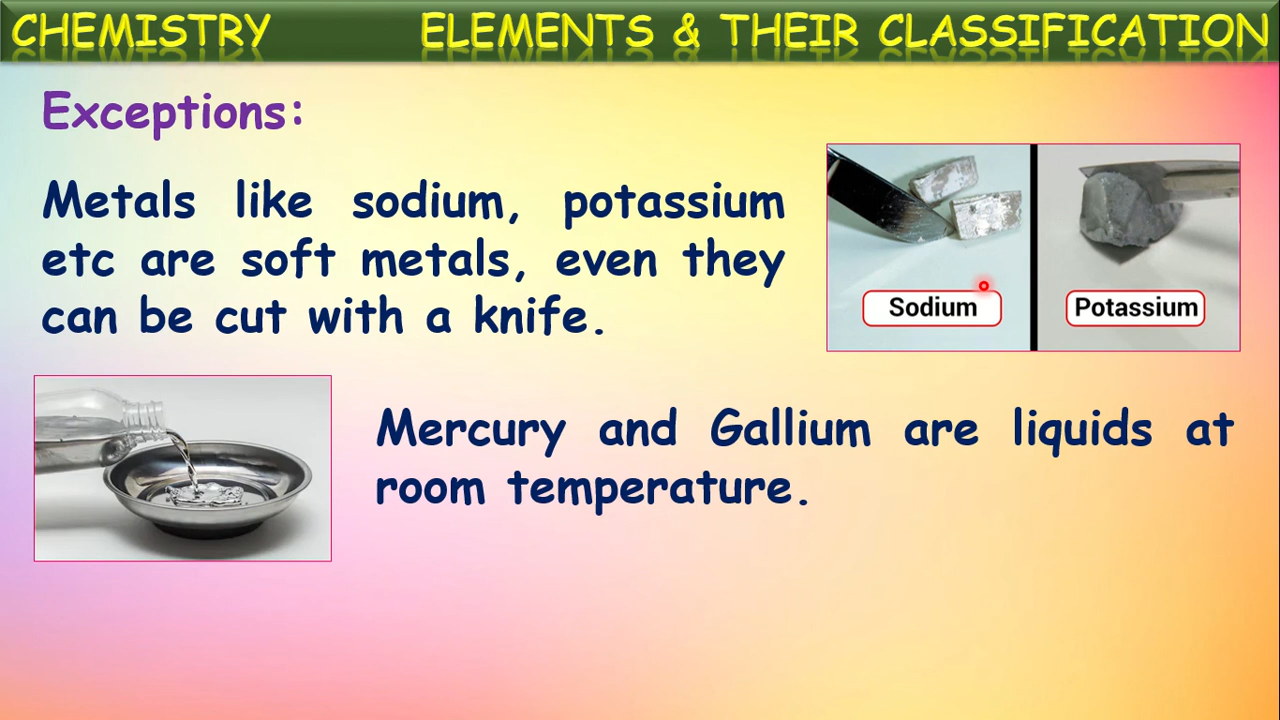 CHEMISTRY ELEMENTS & THEIR CLASSIFICATION
Exceptions:
Metals like sodium, potassium
etc are soft metals, even they
can be cut with a knife.
Sodium
Potassium
Mercury and Gallium are liquids at
room temperature.